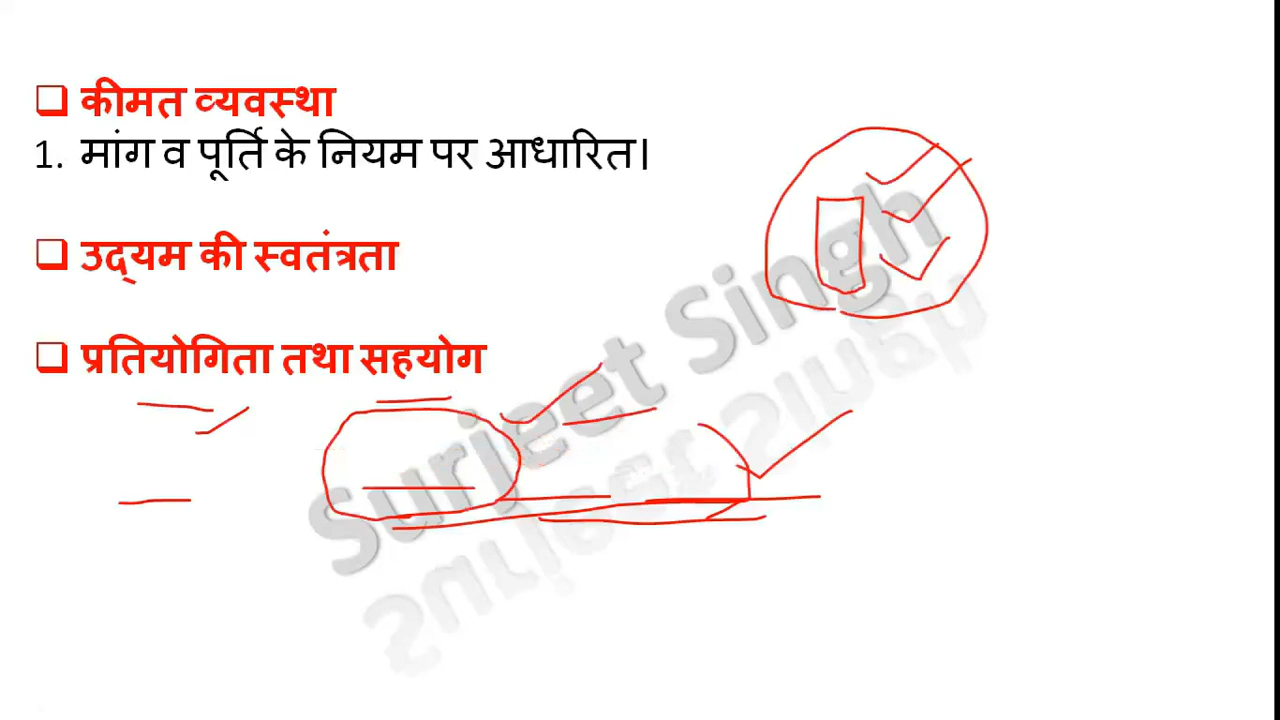 ❑ कीमत व्यवस्था
1. मांग व पूर्ति के नियम पर आधारित।
❑ उद्यम की स्वतंत्रता
❑ प्रतियोगिता तथा सहयोग
Surjeet Singh